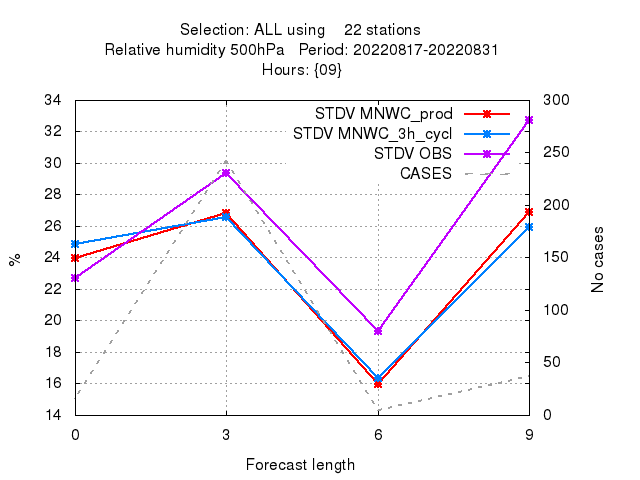 Selection: ALL using    22 stations
Relative humidity 500hPa   Period: 20220817-20220831
Hours: {09}
STDV MNWC_prod
STDV MNWC_3h_cycl
STDV OBS
CASES
34
32
30
28
26
24
22
20
18
16
14
%
300
250
200
150
100
50
0
No cases
0 3 6 9
Forecast length